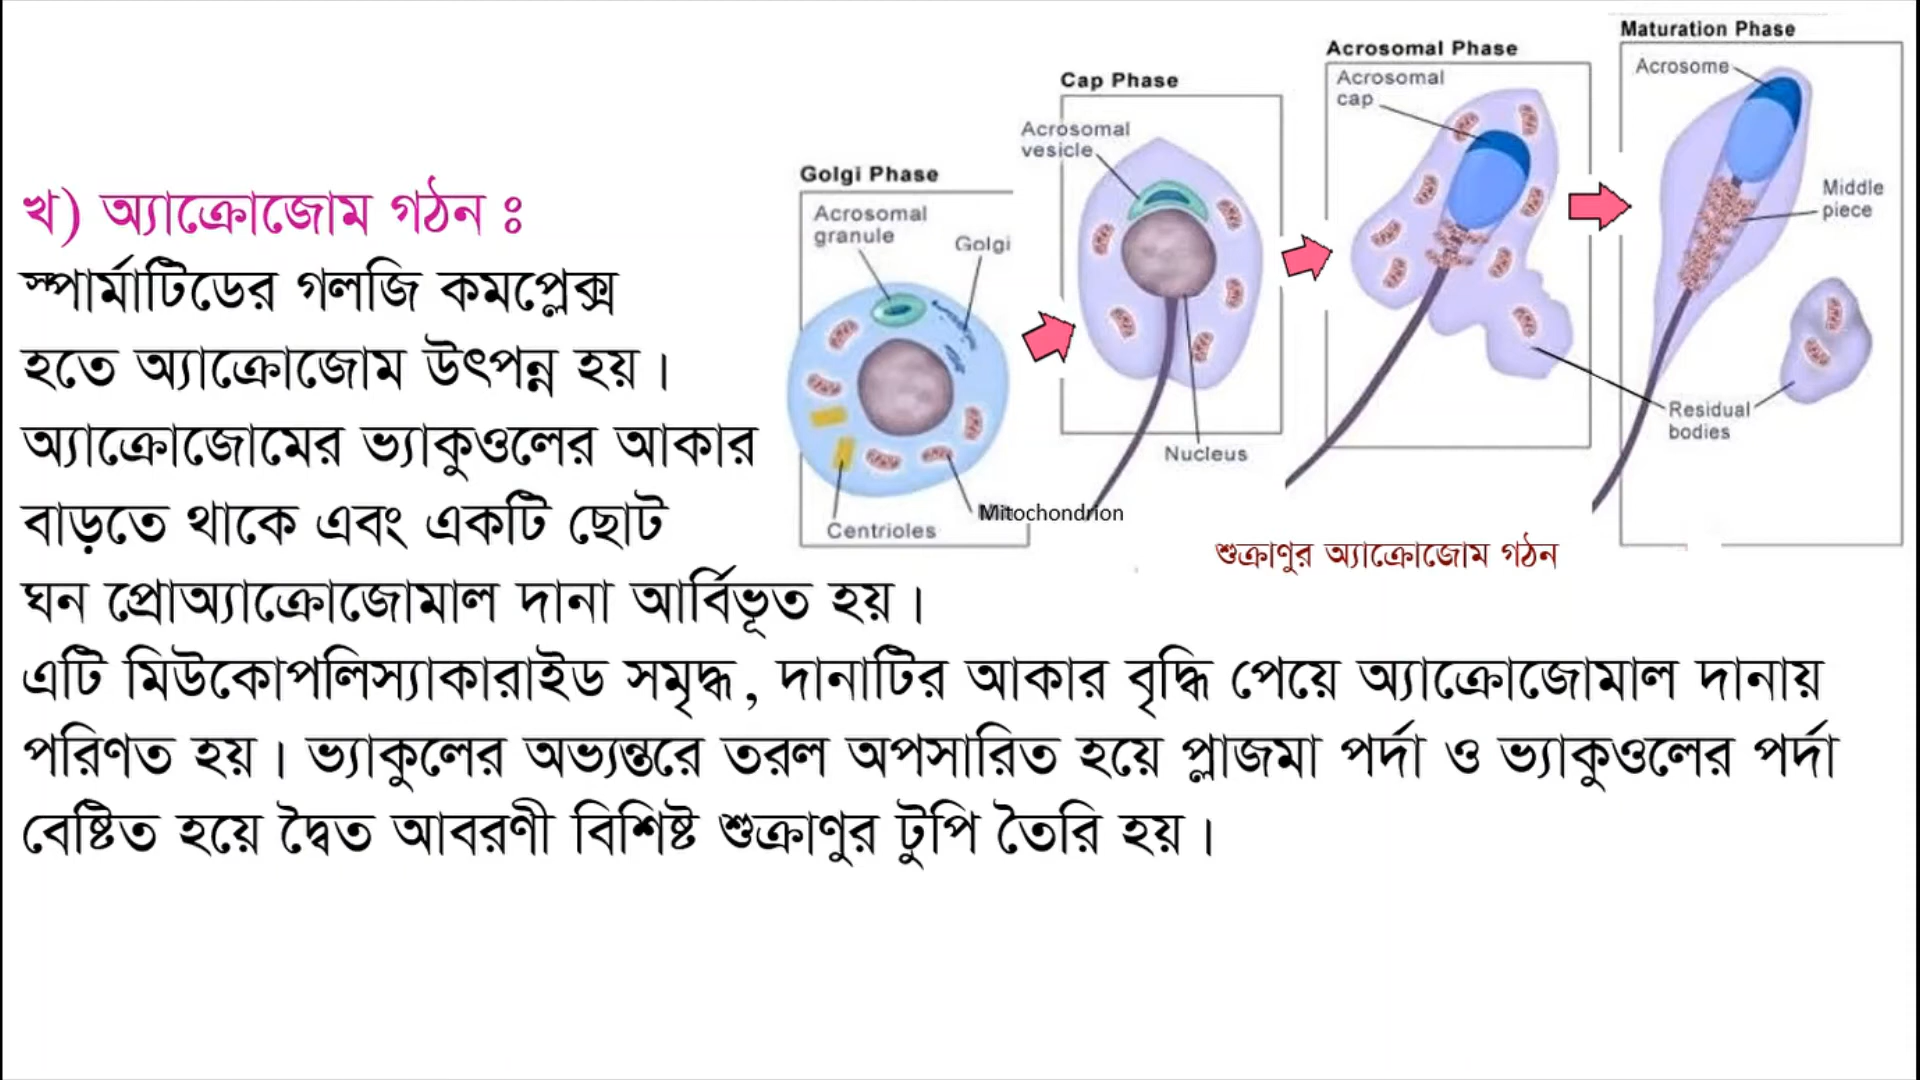 খ) অ্যাক্রোজোম গঠন ঃ
স্পার্মাটিডের গলজি কমপ্লেক্স
হতে অ্যাক্রোজোম উৎপন্ন হয়।
অ্যাক্রোজোমের ভ্যাকুওলের আকার
বাড়তে থাকে এবং একটি ছোট
ঘন প্রোঅ্যাক্রোজোমাল দানা আর্বিভূত হয়।
এটি মিউকোপলিস্যাকারাইড সমৃদ্ধ, দানাটির আকার বৃদ্ধি পেয়ে অ্যাক্রোজোমাল দানায়
পরিণত হয়। ভ্যাকুলের অভ্যন্তরে তরল অপসারিত হয়ে প্লাজমা পর্দা ও ভ্যাকুওলের পর্দা
বেষ্টিত হয়ে দ্বৈত আবরণী বিশিষ্ট শুক্রাণুর টুপি তৈরি হয়।
Golgi Phase
Acrosomal
granule
Golgi
Centrioles
Mitochondrion
Cap Phase
Acrosomal
vesicle
Nucleus
Acrosomal Phase
Acrosomal
cap
Maturation Phase
Acrosome
Middle
piece
Residual
bodies
শুক্রাণুর অ্যাক্রোজোম গঠন